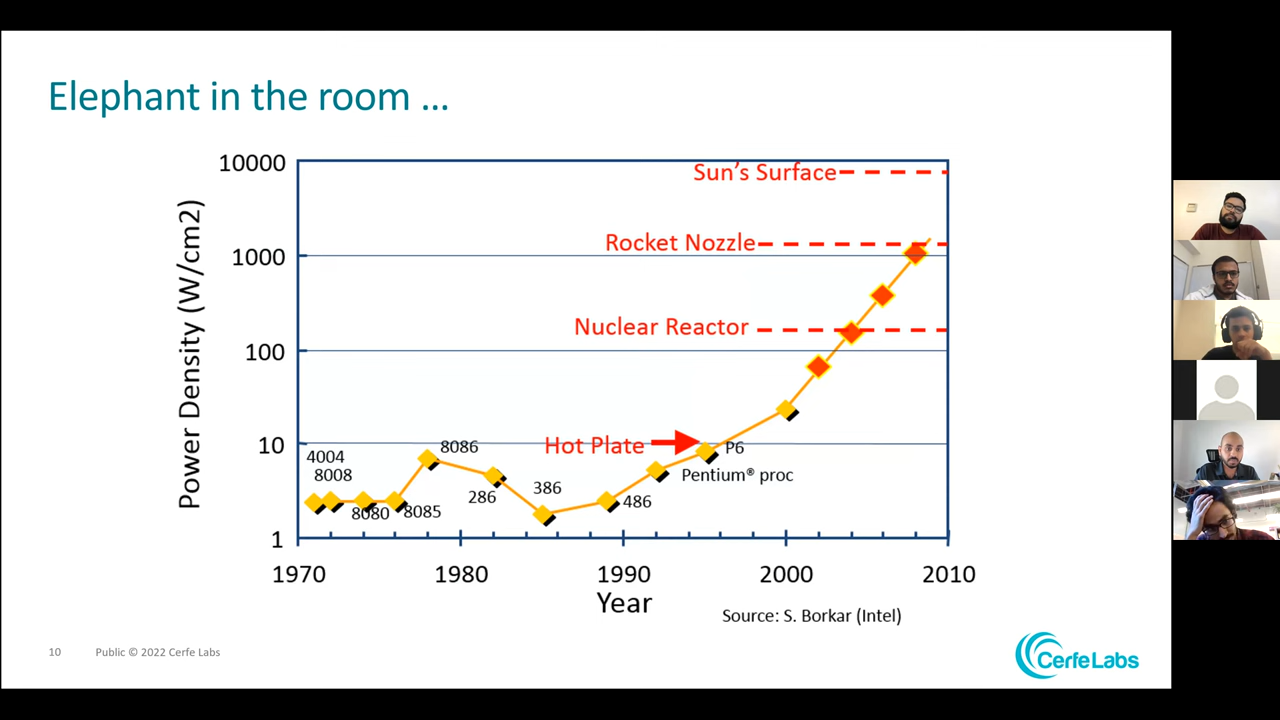 Elephant in the room ...
Power Density (W/cm2)
10000
1000
100
10
1
Sun's Surface
Rocket Nozzle
Nuclear Reactor
Hot Plate
4004
8008
8080
8085
8086
286
386
486
P6
Pentium® proc
1970
1980
1990
2000
2010
Year
Source: S. Borkar (Intel)
10
Public © 2022 Cerfe Labs
CerfeLabs